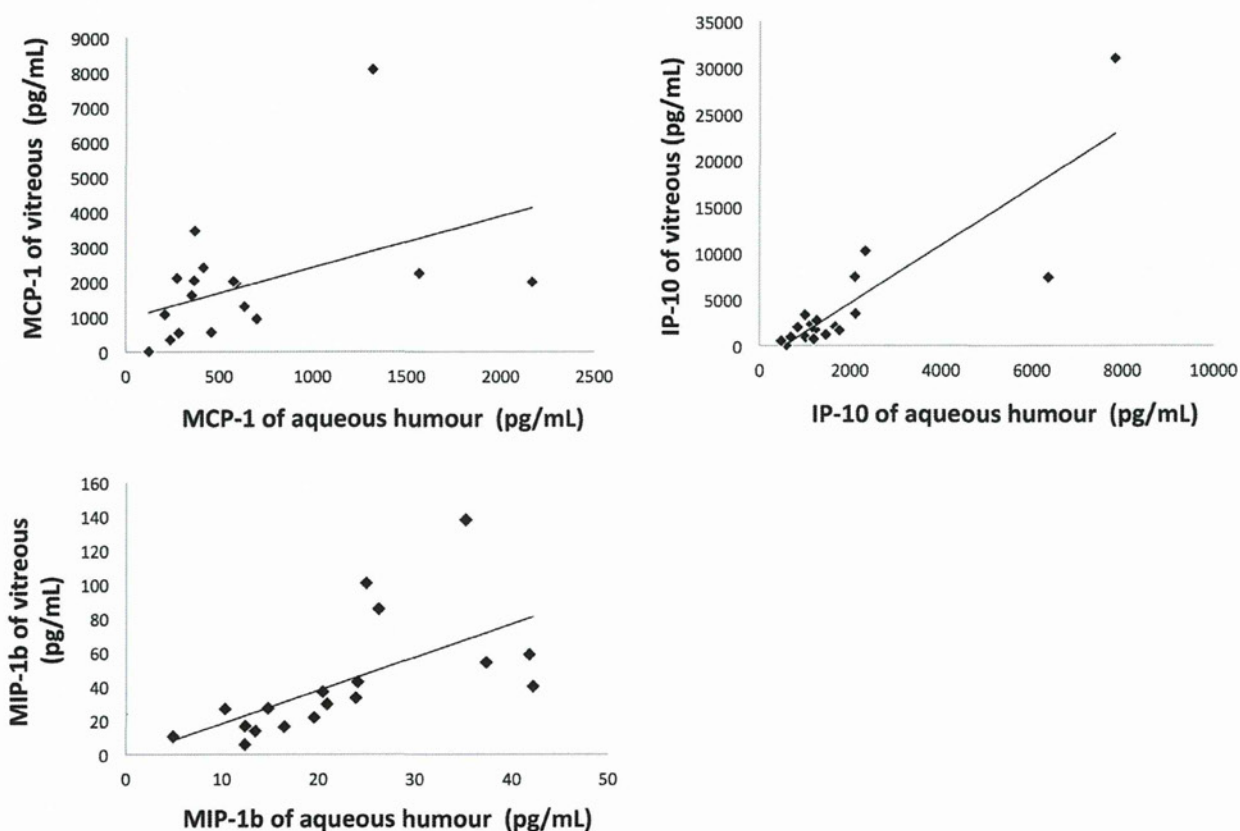 9000
8000
7000
6000
5000
4000
3000
2000
1000
0
MCP-1 of vitreous (pg/mL)
0 500 1000 1500 2000 2500
MCP-1 of aqueous humour (pg/mL)
35000
30000
25000
20000
15000
10000
5000
0
IP-10 of vitreous (pg/mL)
0 2000 4000 6000 8000 10000
IP-10 of aqueous humour (pg/mL)
160
140
120
100
80
60
40
20
0
MIP-1b of vitreous
(pg/mL)
0 10 20 30 40 50
MIP-1b of aqueous humour (pg/mL)